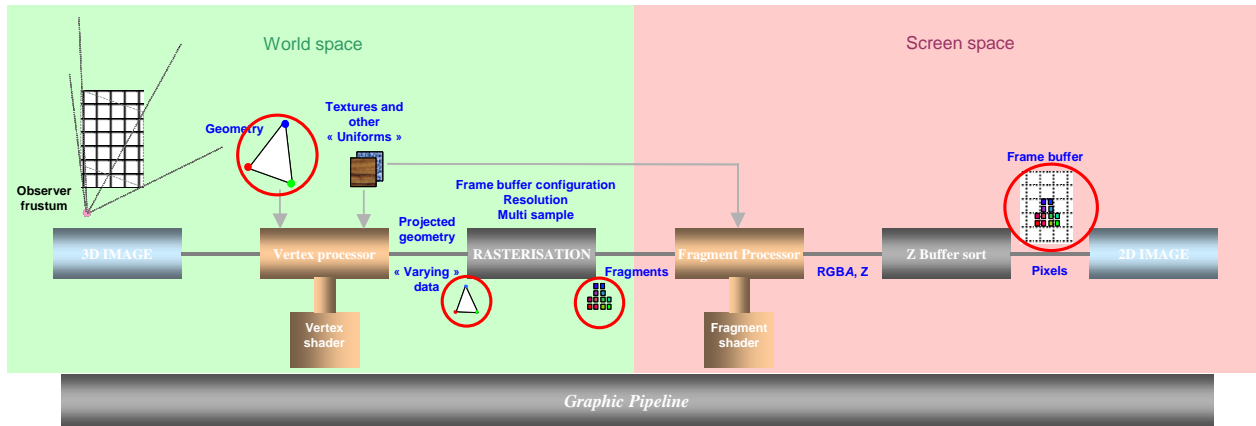 World space
Screen space
Textures and
other
« Uniforms »
Geometry
Frame buffer
Observer
frustum
Frame buffer configuration
Resolution
Multi sample
Projected
geometry
3D IMAGE
Vertex processor
RASTERISATION
Fragment Processor
Z Buffer sort
2D IMAGE
« Varying »
data
Fragments
RGBA, Z
Pixels
Vertex
shader
Fragment
shader
Graphic Pipeline